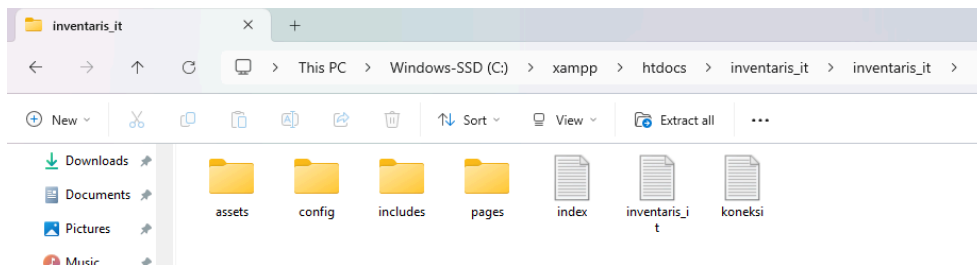 inventaris_it
This PC > Windows-SSD (C:) > xampp > htdocs > inventaris_it > inventaris_it >
New Sort View Extract all ...
Downloads
Documents
Pictures
Music
assets config includes pages index inventaris_i
t
koneksi